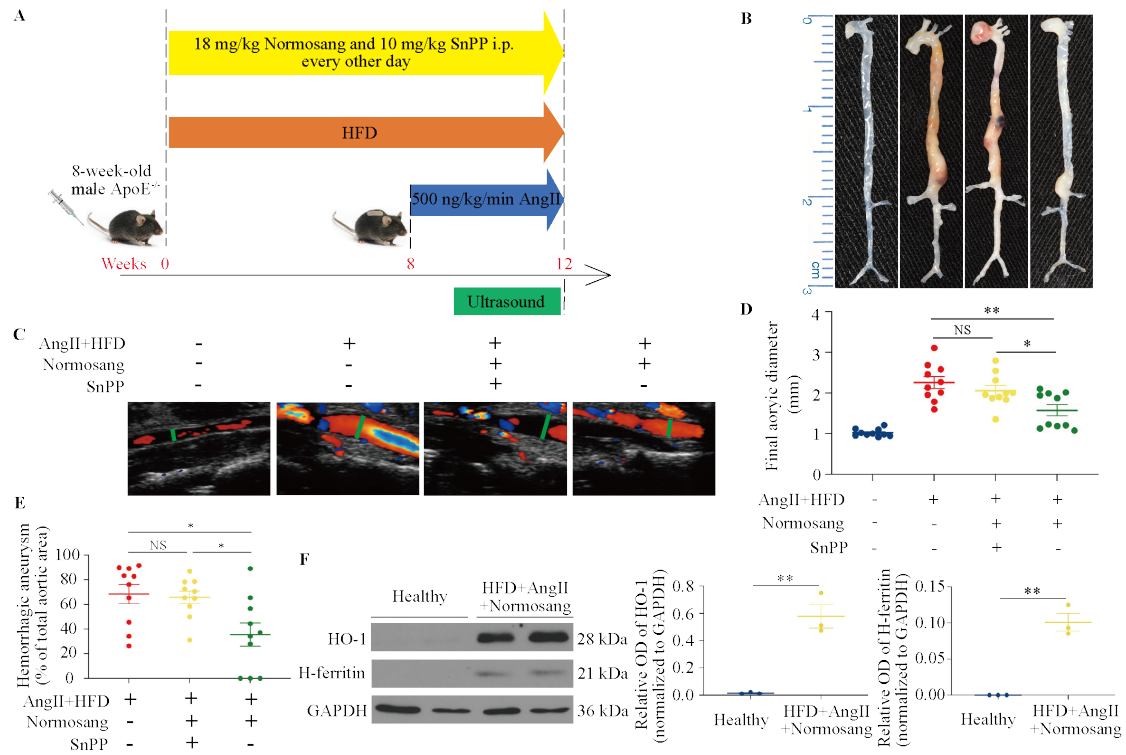 A
18 mg/kg Normosang and 10 mg/kg SnPP i.p.
every other day
HFD
8-week-old
male ApoE-/-
500 ng/kg/min AngII
Weeks 0 8 12
Ultrasound
B
0
1
2
cm
3
C
AngII+HFD - + + +
Normosang - - + +
SnPP - - + -
D
**
NS
*
Final aoryic diameter
(mm)
4
3
2
1
0
AngII+HFD - + + +
Normosang - - + +
SnPP - - + -
E
*
NS
*
Hemorrhagic aneurysm
(% of total aortic area)
100
80
60
40
20
0
AngII+HFD + + +
Normosang - + +
SnPP - + -
F
Healthy
HFD+AngII
+Normosang
HO-1 28 kDa
H-ferritin 21 kDa
GAPDH 36 kDa
Relative OD of HO-1
(normalized to GAPDH)
0.8
0.6
0.4
0.2
0.0
**
Healthy
HFD+AngII
+Normosang
Relative OD of H-ferritin
(normalized to GAPDH)
0.15
0.10
0.05
0.00
**
Healthy
HFD+AngII
+Normosang